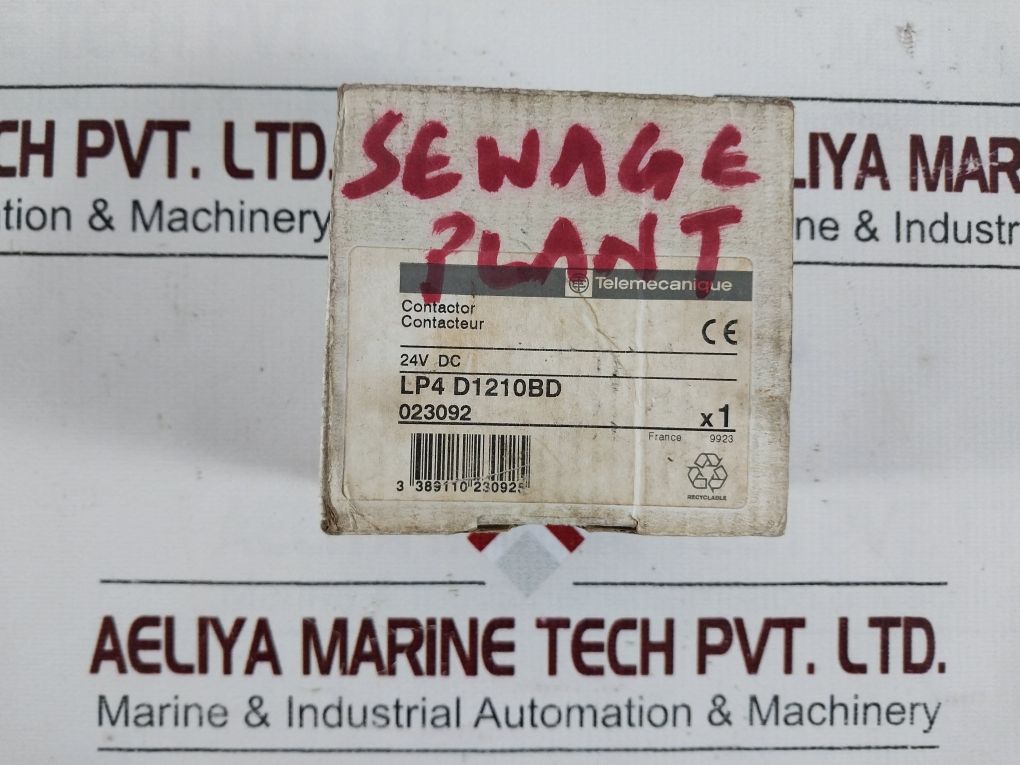 CH PVT. LTD.
LIYA MAR
tion & Machinery
ne & Industr
SEWAGE
PLANT
Telemecanique
Contactor
Contacteur
CE
24V DC
LP4 D1210BD
023092
x1
France 9923
3 389110 230925
RECYCLABLE
AELIYA MARINE TECH PVT. LTD.
Marine & Industrial Automation & Machinery